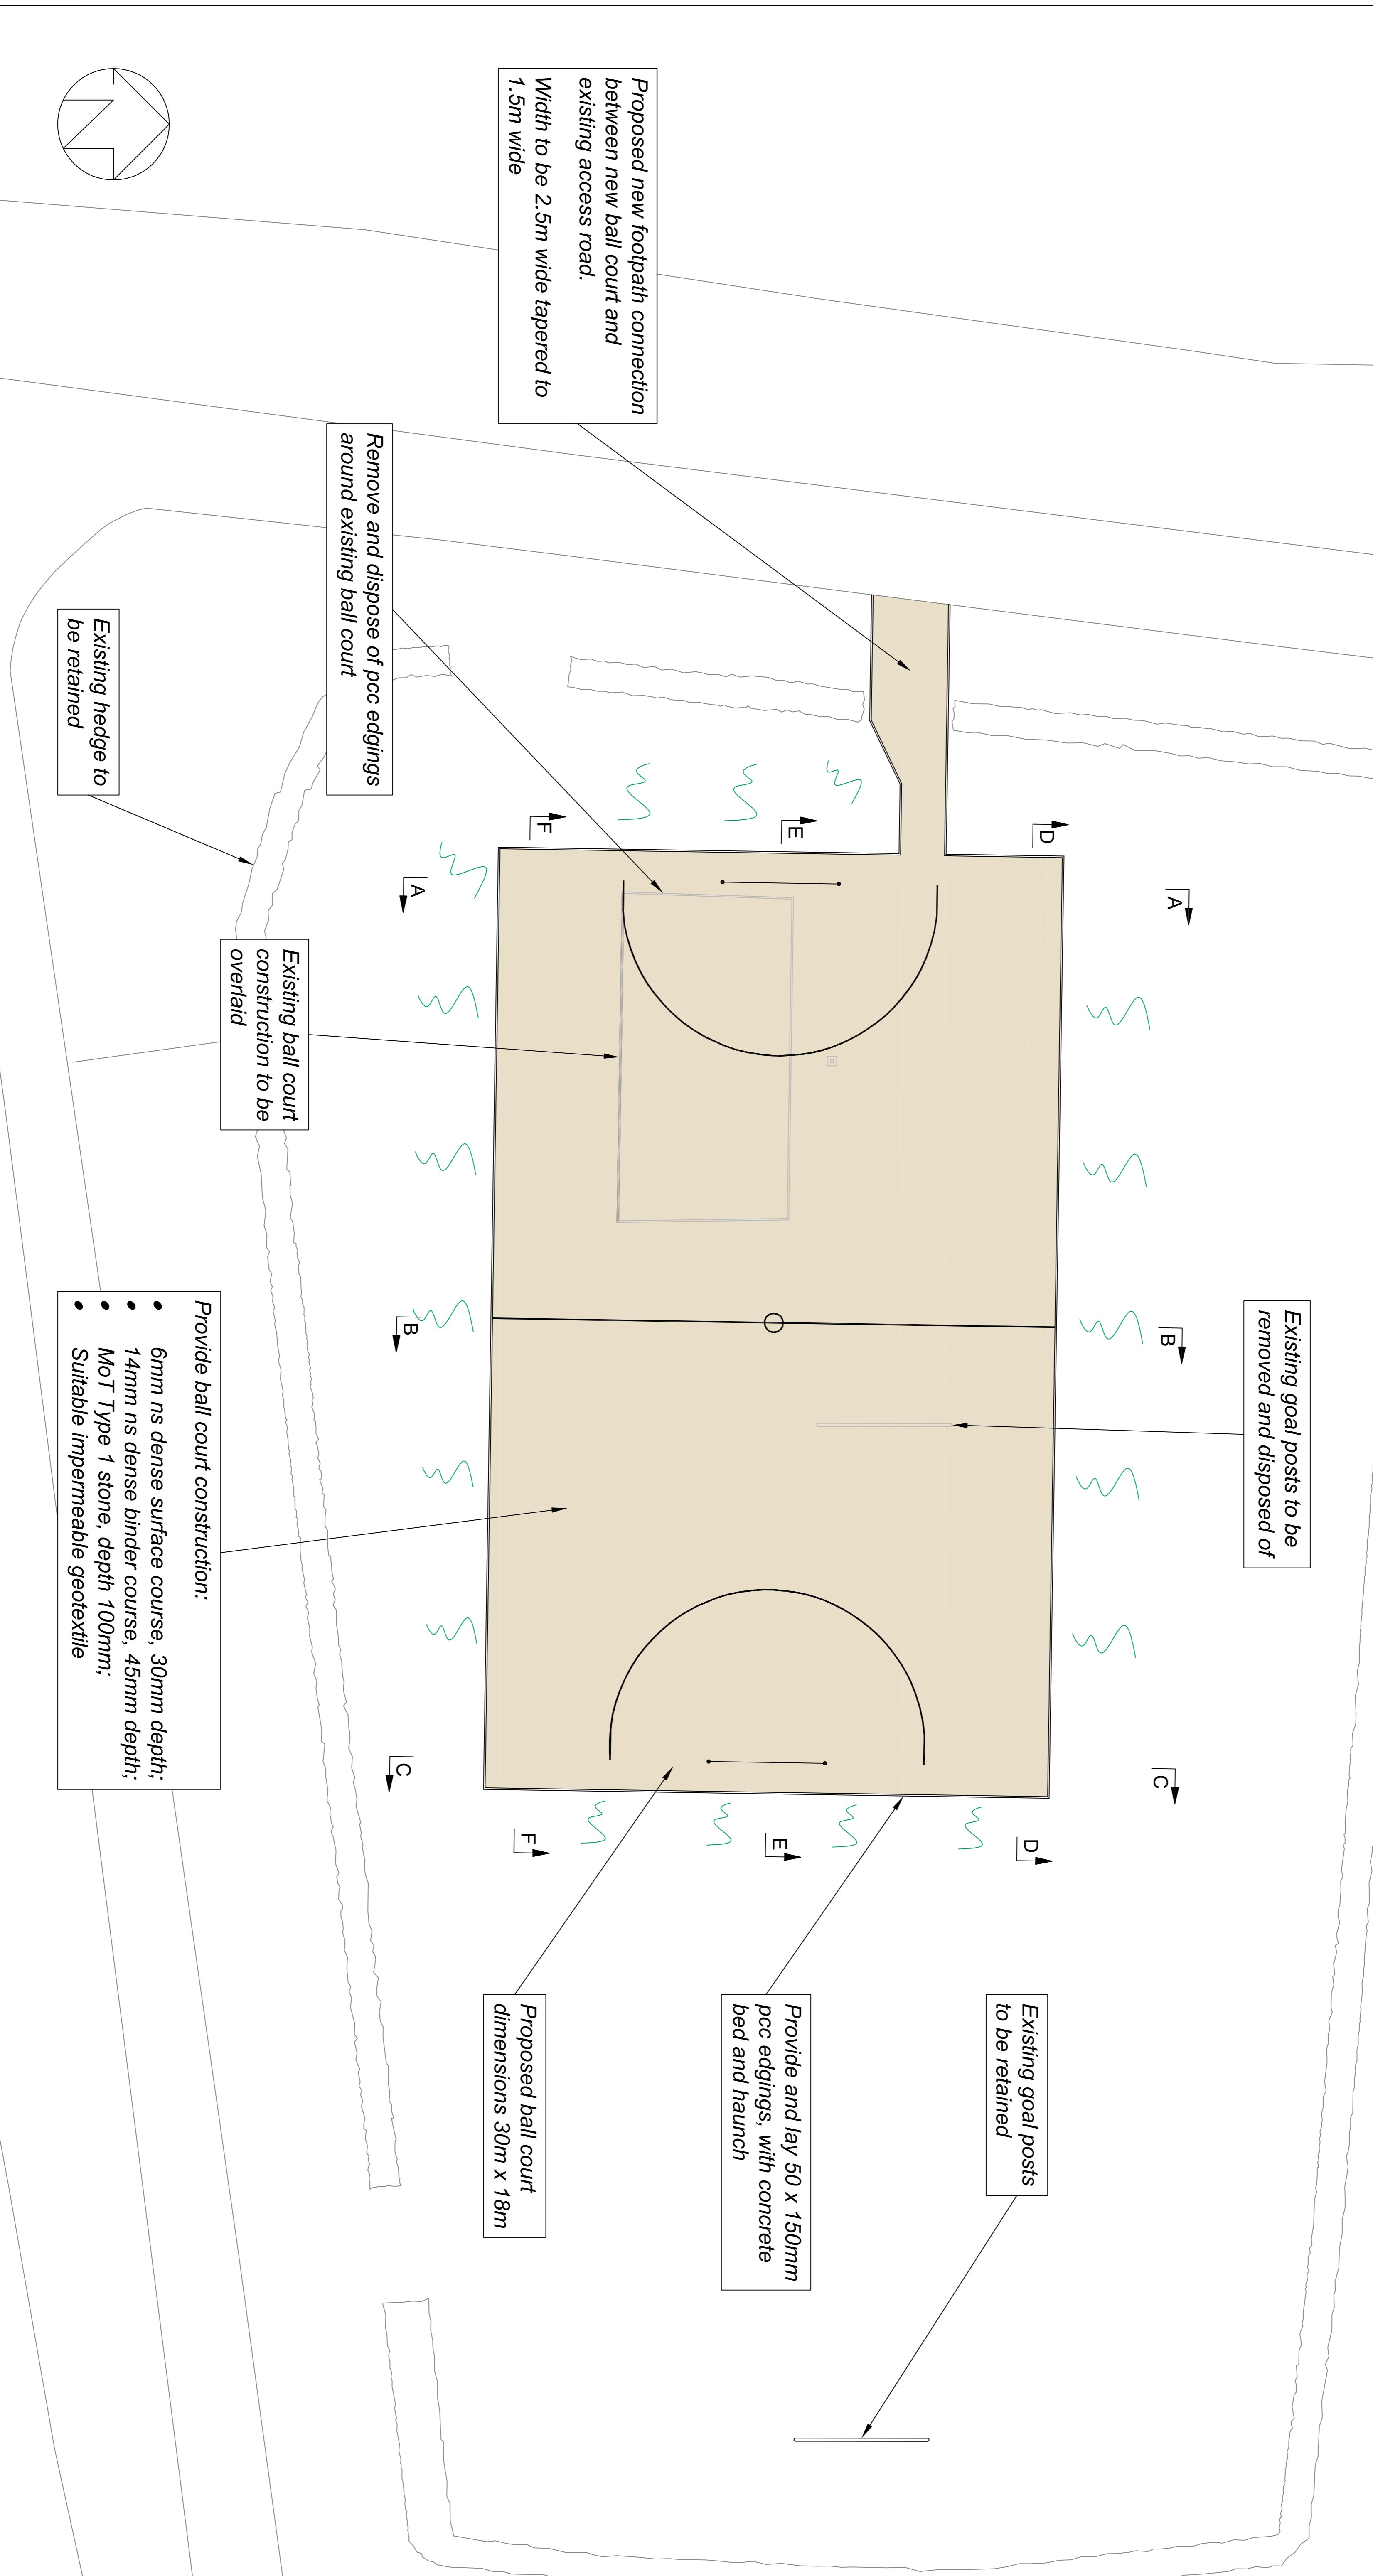 Proposed new footpath connection
between new ball court and
existing access road.
Width to be 2.5m wide tapered to
1.5m wide
Remove and dispose of pcc edgings
around existing ball court
Existing hedge to
be retained
Existing ball court
construction to be
overlaid
Existing goal posts to be
removed and disposed of
Provide ball court construction:
• 6mm ns dense surface course, 30mm depth;
• 14mm ns dense binder course, 45mm depth;
• MoT Type 1 stone, depth 100mm;
• Suitable impermeable geotextile
Existing goal posts
to be retained
Provide and lay 50 x 150mm
pcc edgings, with concrete
bed and haunch
Proposed ball court
dimensions 30m x 18m
A
A
B
B
C
C
D
D
E
E
F
F
N